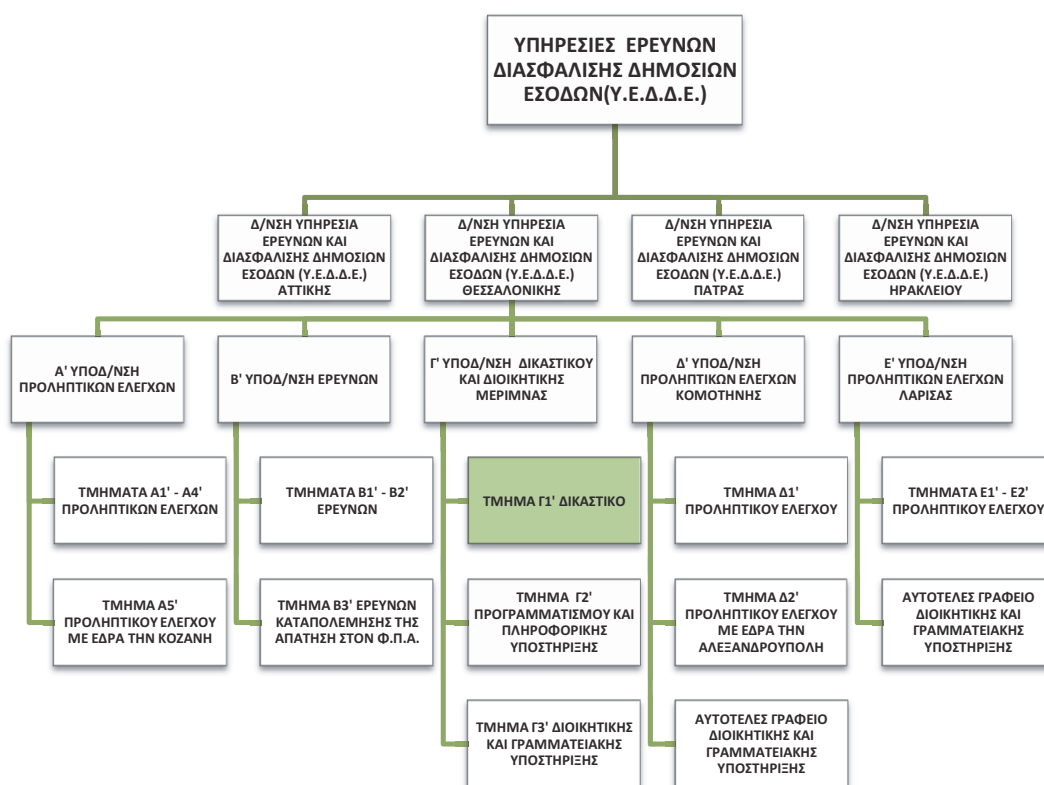 ΥΠΗΡΕΣΙΕΣ ΕΡΕΥΝΩΝ
ΔΙΑΣΦΑΛΙΣΗΣ ΔΗΜΟΣΙΩΝ
ΕΣΟΔΩΝ(Υ.Ε.Δ.Δ.Ε.)
Δ/ΝΣΗ ΥΠΗΡΕΣΙΑ
ΕΡΕΥΝΩΝ ΚΑΙ
ΔΙΑΣΦΑΛΙΣΗΣ ΔΗΜΟΣΙΩΝ
ΕΣΟΔΩΝ (Υ.Ε.Δ.Δ.Ε.)
ΑΤΤΙΚΗΣ
Δ/ΝΣΗ ΥΠΗΡΕΣΙΑ
ΕΡΕΥΝΩΝ ΚΑΙ
ΔΙΑΣΦΑΛΙΣΗΣ ΔΗΜΟΣΙΩΝ
ΕΣΟΔΩΝ (Υ.Ε.Δ.Δ.Ε.)
ΘΕΣΣΑΛΟΝΙΚΗΣ
Δ/ΝΣΗ ΥΠΗΡΕΣΙΑ
ΕΡΕΥΝΩΝ ΚΑΙ
ΔΙΑΣΦΑΛΙΣΗΣ ΔΗΜΟΣΙΩΝ
ΕΣΟΔΩΝ (Υ.Ε.Δ.Δ.Ε.)
ΠΑΤΡΑΣ
Δ/ΝΣΗ ΥΠΗΡΕΣΙΑ
ΕΡΕΥΝΩΝ ΚΑΙ
ΔΙΑΣΦΑΛΙΣΗΣ ΔΗΜΟΣΙΩΝ
ΕΣΟΔΩΝ (Υ.Ε.Δ.Δ.Ε.)
ΗΡΑΚΛΕΙΟΥ
Α' ΥΠΟΔ/ΝΣΗ
ΠΡΟΛΗΠΤΙΚΩΝ ΕΛΕΓΧΩΝ
Β' ΥΠΟΔ/ΝΣΗ ΕΡΕΥΝΩΝ
Γ' ΥΠΟΔ/ΝΣΗ ΔΙΚΑΣΤΙΚΟΥ
ΚΑΙ ΔΙΟΙΚΗΤΙΚΗΣ
ΜΕΡΙΜΝΑΣ
Δ' ΥΠΟΔ/ΝΣΗ
ΠΡΟΛΗΠΤΙΚΩΝ ΕΛΕΓΧΩΝ
ΚΟΜΟΤΗΝΗΣ
Ε' ΥΠΟΔ/ΝΣΗ
ΠΡΟΛΗΠΤΙΚΩΝ ΕΛΕΓΧΩΝ
ΛΑΡΙΣΑΣ
ΤΜΗΜΑΤΑ Α1' - Α4'
ΠΡΟΛΗΠΤΙΚΩΝ ΕΛΕΓΧΩΝ
ΤΜΗΜΑΤΑ Β1' - Β2'
ΕΡΕΥΝΩΝ
ΤΜΗΜΑ Γ1' ΔΙΚΑΣΤΙΚΟ
ΤΜΗΜΑ Δ1'
ΠΡΟΛΗΠΤΙΚΟΥ ΕΛΕΓΧΟΥ
ΤΜΗΜΑΤΑ Ε1' - Ε2'
ΠΡΟΛΗΠΤΙΚΟΥ ΕΛΕΓΧΟΥ
ΤΜΗΜΑ Α5'
ΠΡΟΛΗΠΤΙΚΟΥ ΕΛΕΓΧΟΥ
ΜΕ ΕΔΡΑ ΤΗΝ ΚΟΖΑΝΗ
ΤΜΗΜΑ Β3' ΕΡΕΥΝΩΝ
ΚΑΤΑΠΟΛΕΜΗΣΗΣ ΤΗΣ
ΑΠΑΤΗΣΗ ΣΤΟΝ Φ.Π.Α.
ΤΜΗΜΑ Γ2'
ΠΡΟΓΡΑΜΜΑΤΙΣΜΟΥ ΚΑΙ
ΠΛΗΡΟΦΟΡΙΚΗΣ
ΥΠΟΣΤΗΡΙΞΗΣ
ΤΜΗΜΑ Δ2'
ΠΡΟΛΗΠΤΙΚΟΥ ΕΛΕΓΧΟΥ
ΜΕ ΕΔΡΑ ΤΗΝ
ΑΛΕΞΑΝΔΡΟΥΠΟΛΗ
ΑΥΤΟΤΕΛΕΣ ΓΡΑΦΕΙΟ
ΔΙΟΙΚΗΤΙΚΗΣ ΚΑΙ
ΓΡΑΜΜΑΤΕΙΑΚΗΣ
ΥΠΟΣΤΗΡΙΞΗΣ
ΤΜΗΜΑ Γ3' ΔΙΟΙΚΗΤΙΚΗΣ
ΚΑΙ ΓΡΑΜΜΑΤΕΙΑΚΗΣ
ΥΠΟΣΤΗΡΙΞΗΣ
ΑΥΤΟΤΕΛΕΣ ΓΡΑΦΕΙΟ
ΔΙΟΙΚΗΤΙΚΗΣ ΚΑΙ
ΓΡΑΜΜΑΤΕΙΑΚΗΣ
ΥΠΟΣΤΗΡΙΞΗΣ